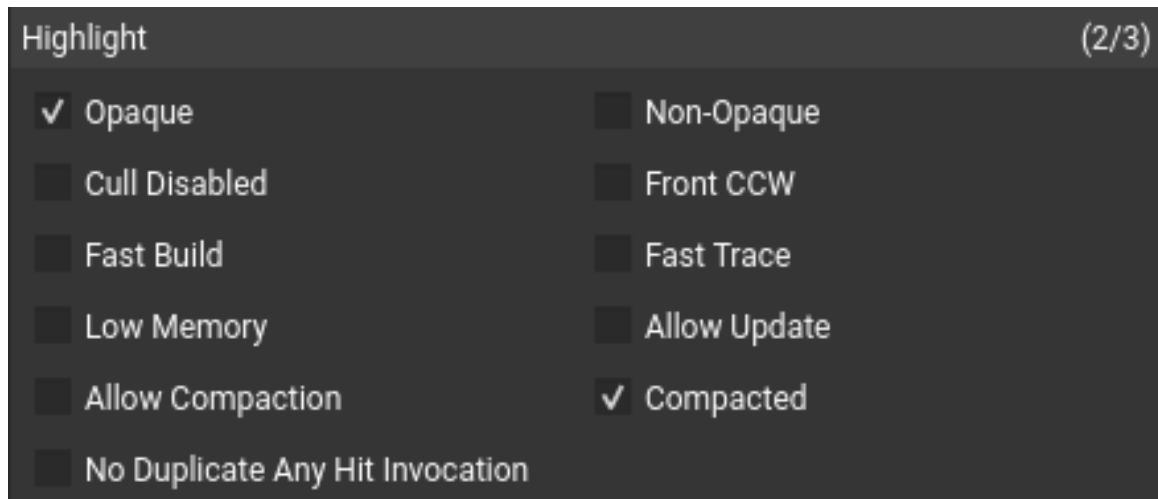 Highlight (2/3)
Opaque Non-Opaque
Cull Disabled Front CCW
Fast Build Fast Trace
Low Memory Allow Update
Allow Compaction Compacted
No Duplicate Any Hit Invocation